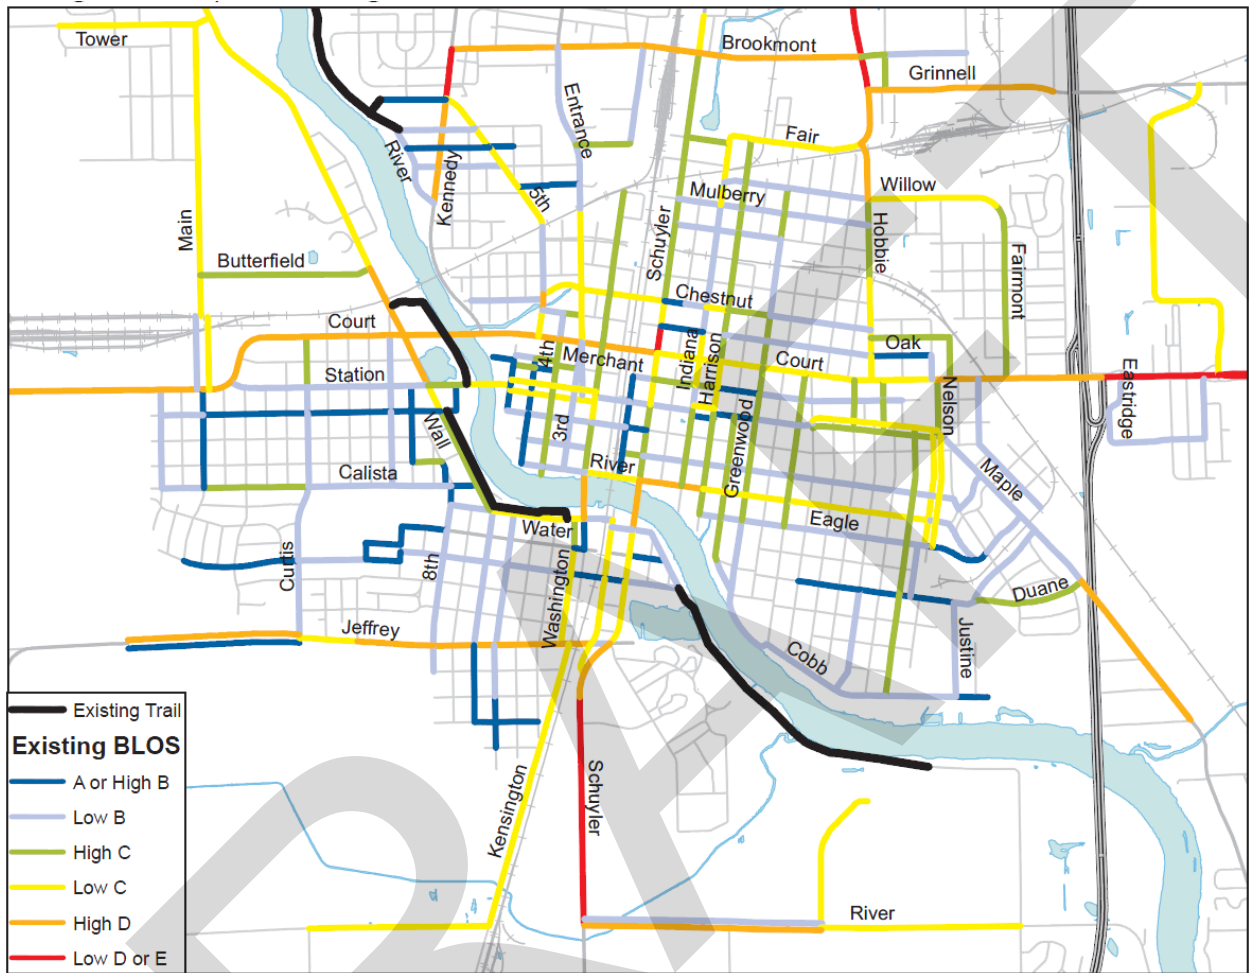 Tower
Brookmont
Grinnell
Entrance
Fair
River
Kennedy
5th
Mulberry
Willow
Main
Schuyler
Hobbie
Butterfield
Fairmont
Chestnut
Court
Oak
4th
Merchant
Indiana
Harrison
Court
Station
Eastridge
Nelson
Wall
3rd
Greenwood
River
Calista
Maple
Eagle
Water
Curtis
8th
Washington
Duane
Jeffrey
Justine
Cobb
Existing Trail
Existing BLOS
A or High B
Low B
High C
Low C
High D
Low D or E
Kensington
Schuyler
River